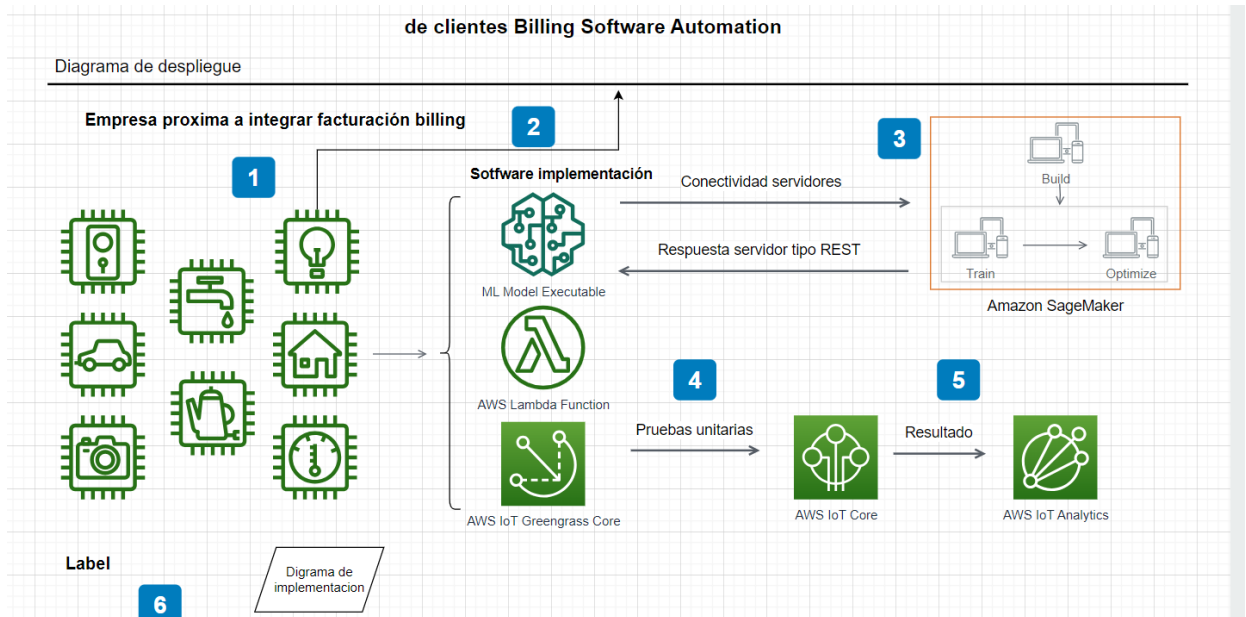 de clientes Billing Software Automation
Diagrama de despliegue
Empresa proxima a integrar facturación billing
2
3
1
Sotfware implementación
Conectividad servidores
Build
Respuesta servidor tipo REST
Train
Optimize
ML Model Executable
Amazon SageMaker
AWS Lambda Function
4
5
Pruebas unitarias
Resultado
AWS IoT Greengrass Core
AWS IoT Core
AWS IoT Analytics
Label
Digrama de
implementacion
6